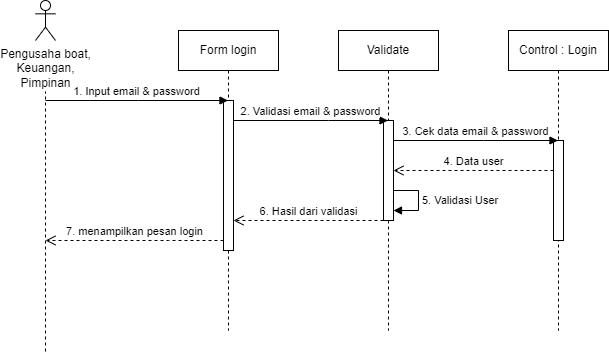 Pengusaha boat,
Keuangan,
Pimpinan
Form login
Validate
Control : Login
1. Input email & password
2. Validasi email & password
3. Cek data email & password
4. Data user
5. Validasi User
6. Hasil dari validasi
7. menampilkan pesan login